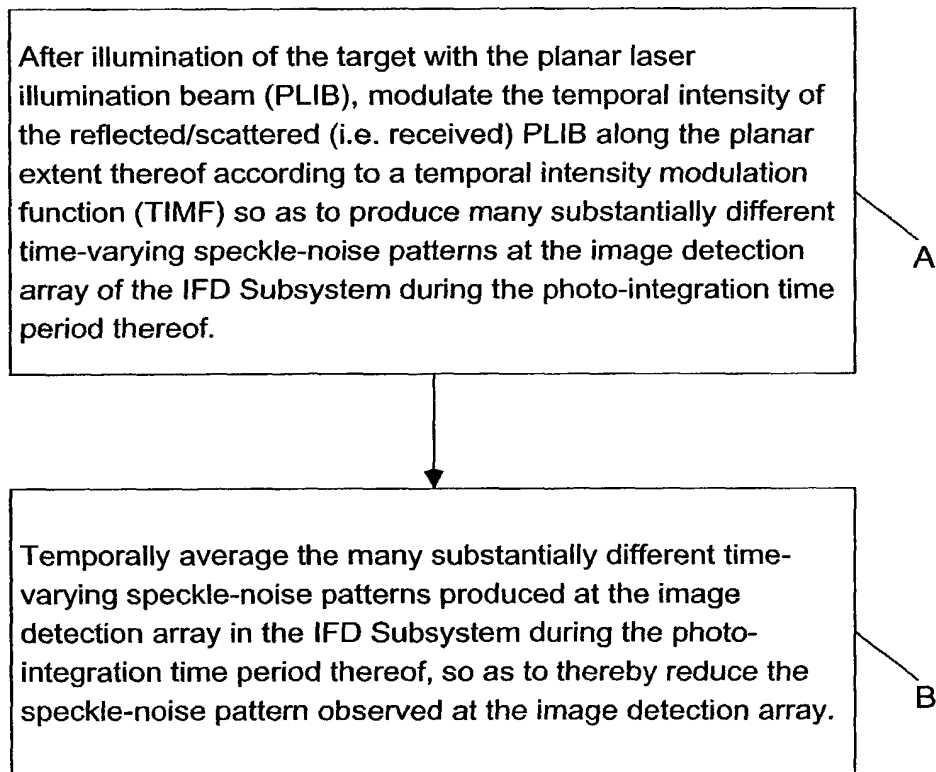 After illumination of the target with the planar laser
illumination beam (PLIB), modulate the temporal intensity of
the reflected/scattered (i.e. received) PLIB along the planar
extent thereof according to a temporal intensity modulation
function (TIMF) so as to produce many substantially different
time-varying speckle-noise patterns at the image detection
array of the IFD Subsystem during the photo-integration time
period thereof.
A
Temporally average the many substantially different time-
varying speckle-noise patterns produced at the image
detection array in the IFD Subsystem during the photo-
integration time period thereof, so as to thereby reduce the
speckle-noise pattern observed at the image detection array.
B